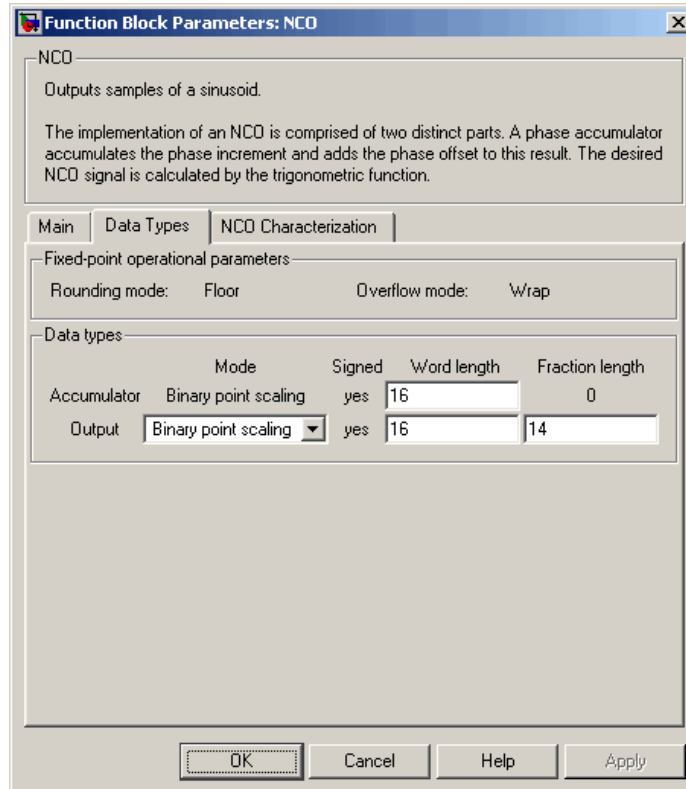 Function Block Parameters: NCO
NCO
Outputs samples of a sinusoid.
The implementation of an NCO is comprised of two distinct parts. A phase accumulator
accumulates the phase increment and adds the phase offset to this result. The desired
NCO signal is calculated by the trigonometric function.
Main Data Types NCO Characterization
Fixed-point operational parameters
Rounding mode: Floor Overflow mode: Wrap
Data types
Mode Signed Word length Fraction length
Accumulator Binary point scaling yes 16 0
Output Binary point scaling yes 16 14
OK Cancel Help Apply